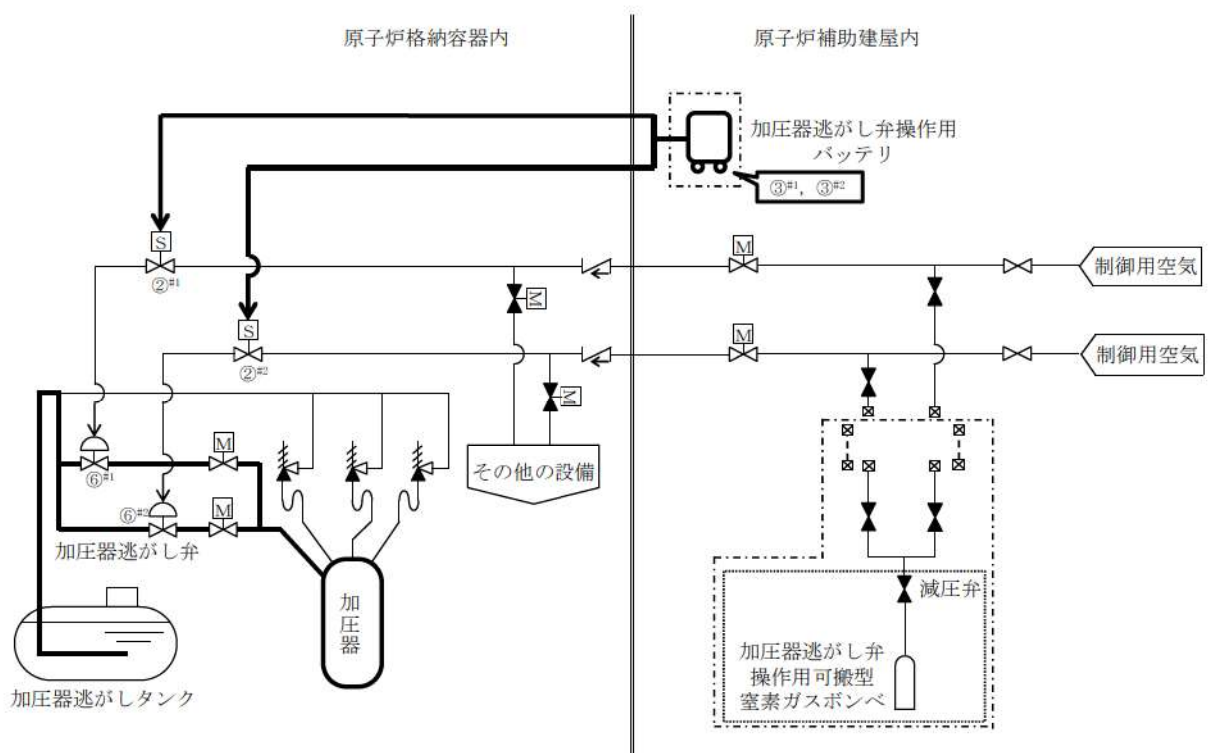 原子炉格納容器内
原子炉補助建屋内
加圧器逃がし弁操作用
バッテリ
③#1, ③#2
S
②#1
M
制御用空気
M
S
②#2
M
制御用空気
M
その他の設備
M
⑥#1
⑥#2
M
加圧器逃がし弁
加圧器
減圧弁
加圧器逃がし弁
操作用可搬型
窒素ガスボンベ
加圧器逃がしタンク